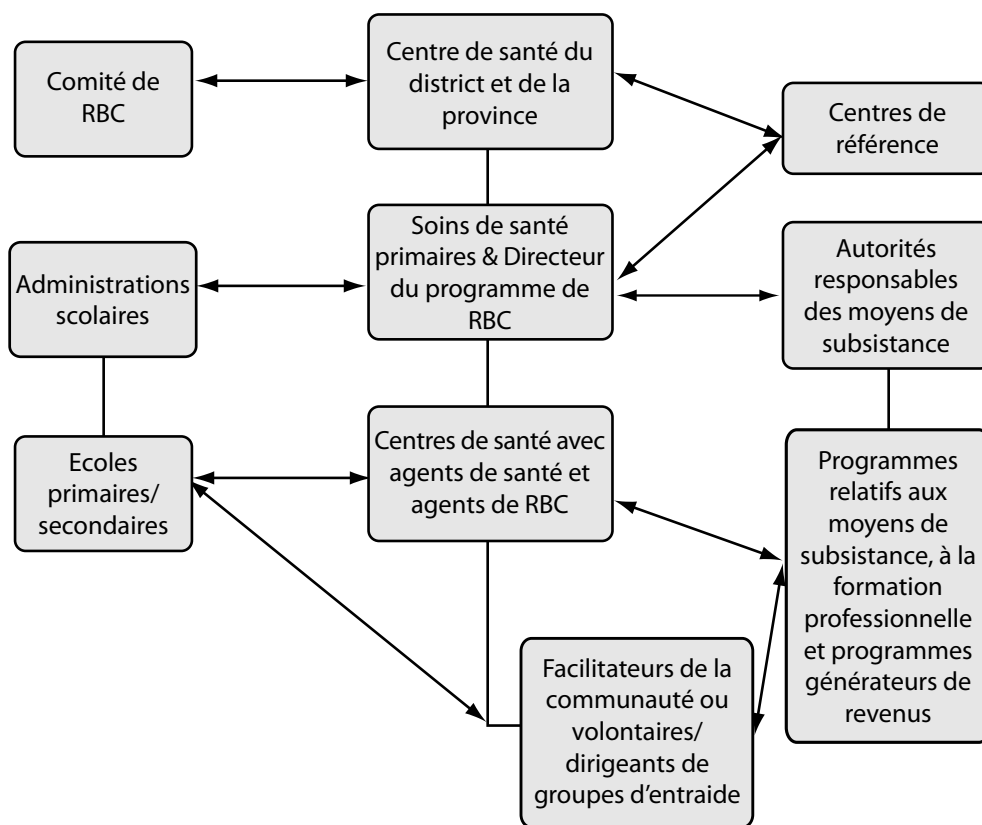 Comité de
RBC
Centre de santé du
district et de la
province
Centres de
référence
Administrations
scolaires
Soins de santé
primaires & Directeur
du programme de
RBC
Autorités
responsables
des moyens de
subsistance
Ecoles
primaires/
secondaires
Centres de santé avec
agents de santé et
agents de RBC
Programmes
relatifs aux
moyens de
subsistance, à la
formation
professionnelle
et programmes
générateurs de
revenus
Facilitateurs de la
communauté ou
volontaires/
dirigeants de
groupes d’entraide